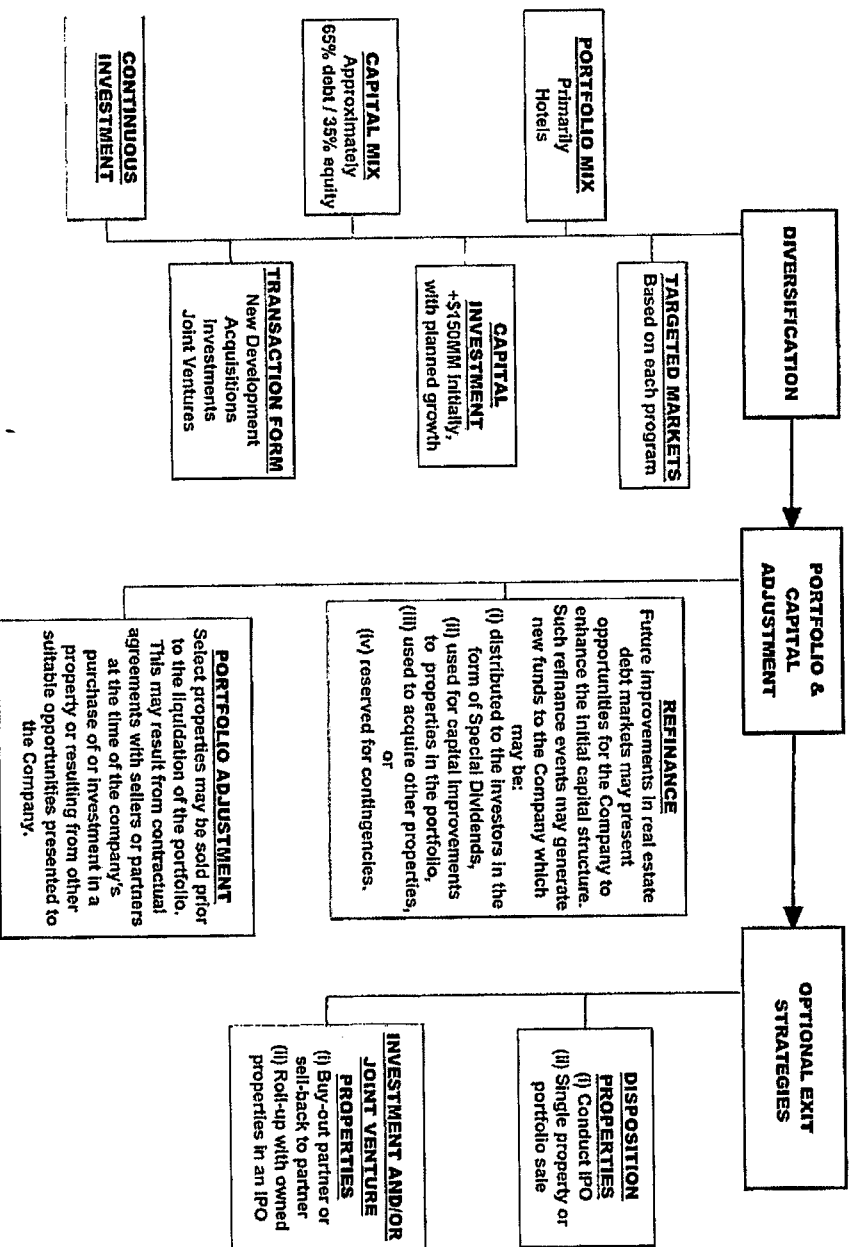 DIVERSIFICATION
PORTFOLIO MIX
Primarily
Hotels
TARGETED MARKETS
Based on each program
CAPITAL MIX
Approximately
65% debt / 35% equity
CAPITAL
INVESTMENT
+$150MM Initially,
with planned growth
CONTINUOUS
INVESTMENT
TRANSACTION FORM
New Development
Acquisitions
Investments
Joint Ventures
PORTFOLIO &
CAPITAL
ADJUSTMENT
REFINANCE
Future improvements in real estate
debt markets may present
opportunities for the Company to
enhance the initial capital structure.
Such refinance events may generate
new funds to the Company which
may be:
(i) distributed to the investors in the
form of Special Dividends,
(ii) used for capital improvements
to properties in the portfolio,
(iii) used to acquire other properties,
or
(iv) reserved for contingencies.
PORTFOLIO ADJUSTMENT
Select properties may be sold prior
to the liquidation of the portfolio.
This may result from contractual
agreements with sellers or partners
at the time of the company's
purchase of or investment in a
property or resulting from other
suitable opportunities presented to
the Company.
OPTIONAL EXIT
STRATEGIES
DISPOSITION
PROPERTIES
(i) Conduct IPO
(ii) Single property or
portfolio sale
INVESTMENT AND/OR
JOINT VENTURE
PROPERTIES
(i) Buy-out partner or
sell-back to partner
(ii) Roll-up with owned
properties in an IPO